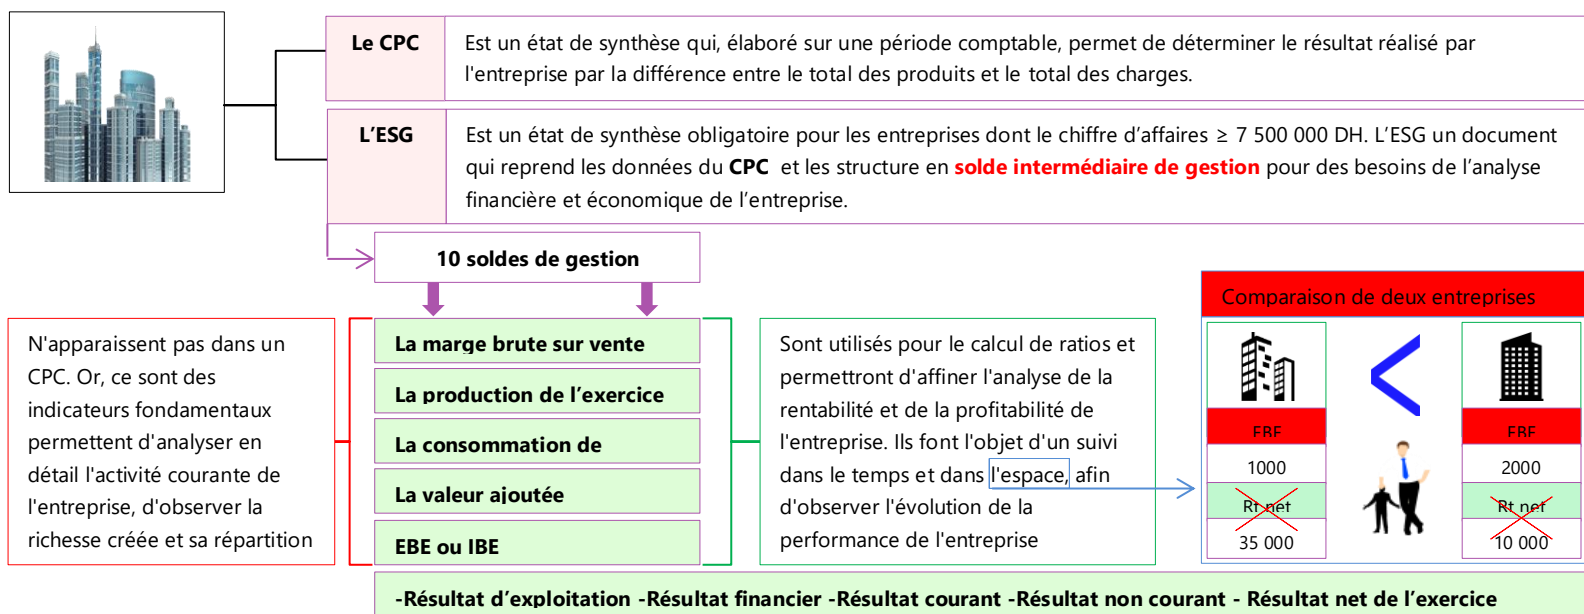 Le CPC
Est un état de synthèse qui, élaboré sur une période comptable, permet de déterminer le résultat réalisé par
l'entreprise par la différence entre le total des produits et le total des charges.
L’ESG
Est un état de synthèse obligatoire pour les entreprises dont le chiffre d’affaires ≥ 7 500 000 DH. L’ESG un document
qui reprend les données du CPC et les structure en solde intermédiaire de gestion pour des besoins de l’analyse
financière et économique de l’entreprise.
10 soldes de gestion
N'apparaissent pas dans un
CPC. Or, ce sont des
indicateurs fondamentaux
permettent d'analyser en
détail l'activité courante de
l'entreprise, d'observer la
richesse créée et sa répartition
La marge brute sur vente
La production de l’exercice
La consommation de
La valeur ajoutée
EBE ou IBE
Sont utilisés pour le calcul de ratios et
permettront d'affiner l'analyse de la
rentabilité et de la profitabilité de
l'entreprise. Ils font l'objet d'un suivi
dans le temps et dans l'espace, afin
d'observer l'évolution de la
performance de l'entreprise
Comparaison de deux entreprises
<
EBE
EBE
1000
2000
Rt net
Rt net
35 000
10 000
-Résultat d’exploitation -Résultat financier -Résultat courant -Résultat non courant - Résultat net de l’exercice